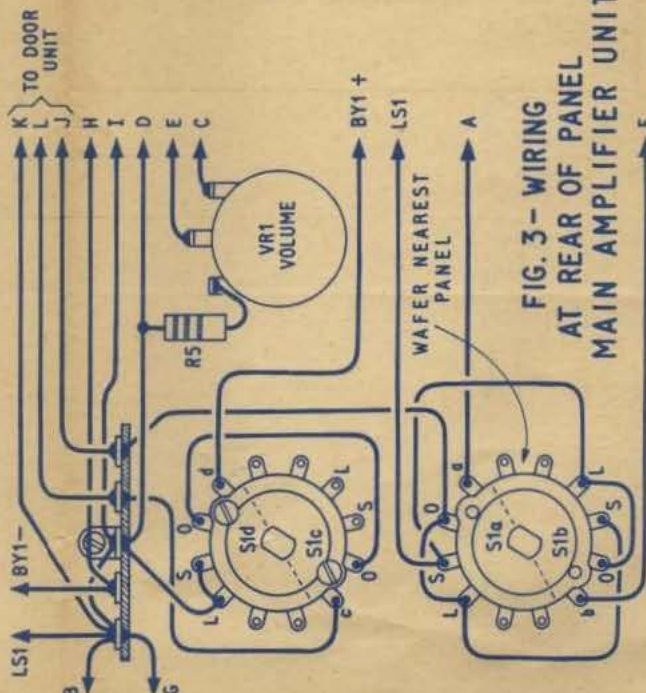 K
L
J
TO DOOR
UNIT
H
I
D
E
C
LS1
BY1−
B
G
VR1
VOLUME
R5
BY1 +
LS1
A
WAFER NEAREST
PANEL
S
O
d
L
S1d
S1c
L
S
c
O
S
O
d
L
S1a
S1b
L
S
b
O
FIG. 3 - WIRING
AT REAR OF PANEL
MAIN AMPLIFIER UNIT